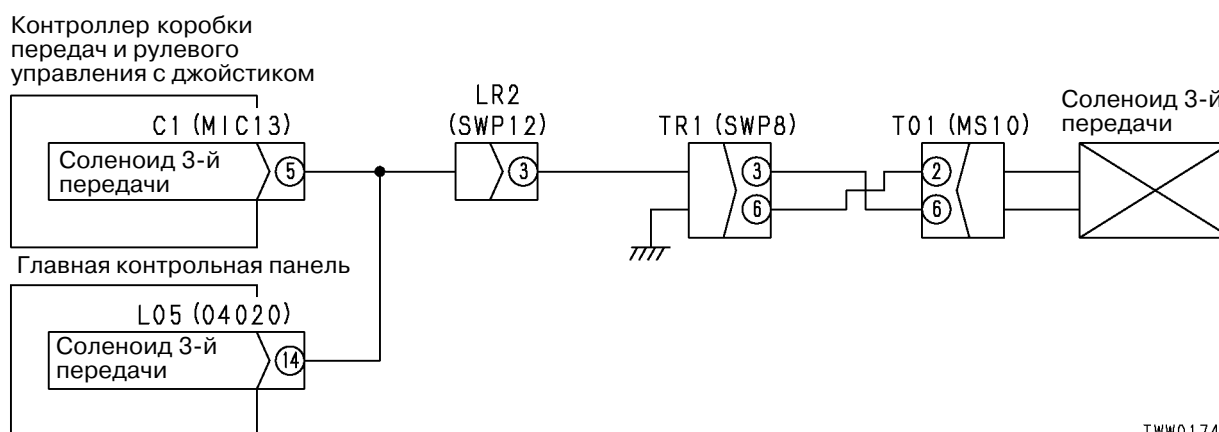 Контроллер коробки
передач и рулевого
управления с джойстиком
C1 (MIC13)
Соленоид 3-й
передачи
5
LR2
(SWP12)
3
TR1 (SWP8)
3
6
T01 (MS10)
2
6
Соленоид 3-й
передачи
Главная контрольная панель
L05 (04020)
Соленоид 3-й
передачи
14
TWW0174